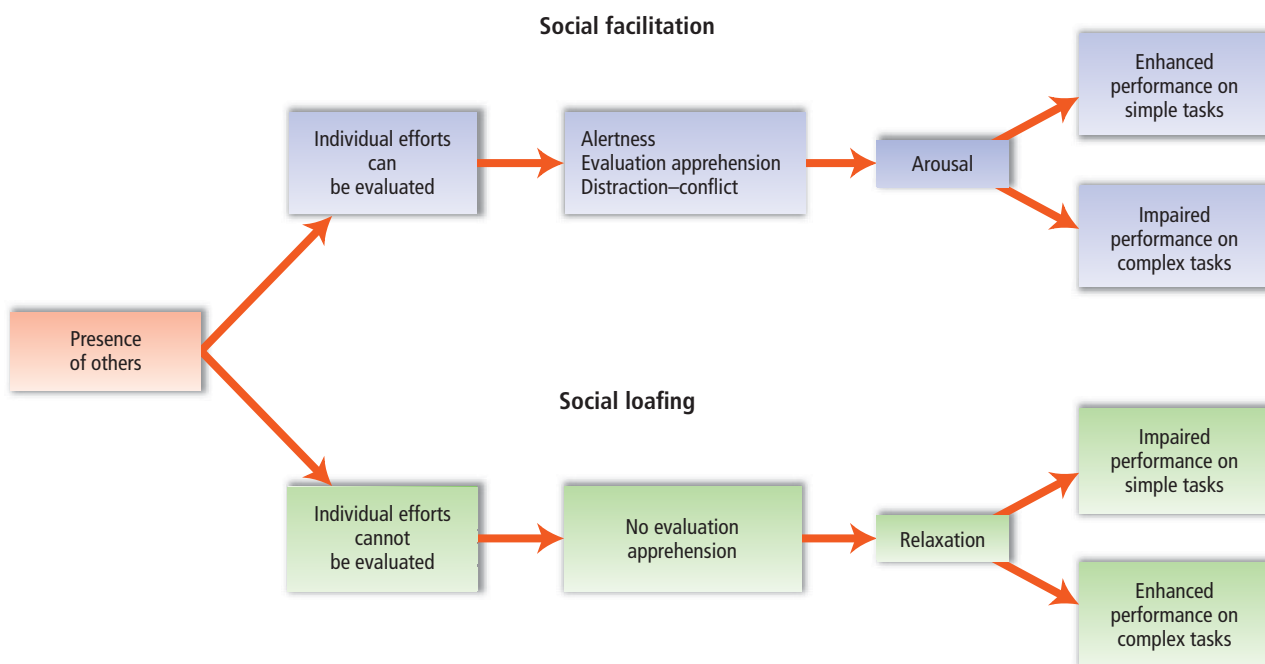 Social facilitation
Individual efforts
can
be evaluated
Alertness
Evaluation apprehension
Distraction–conflict
Arousal
Enhanced
performance on
simple tasks
Impaired
performance on
complex tasks
Presence
of others
Social loafing
Individual efforts
cannot
be evaluated
No evaluation
apprehension
Relaxation
Impaired
performance on
simple tasks
Enhanced
performance on
complex tasks